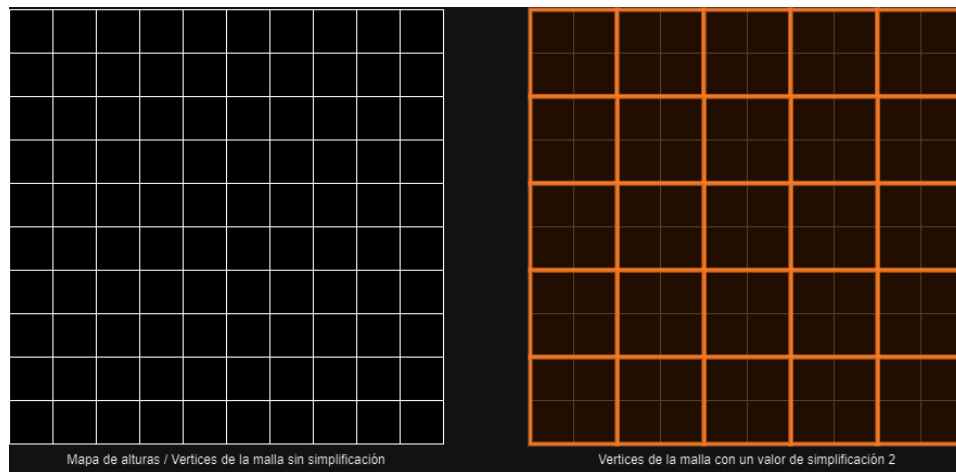 Mapa de alturas / Vertices de la malla sin simplificación
Vertices de la malla con un valor de simplificación 2